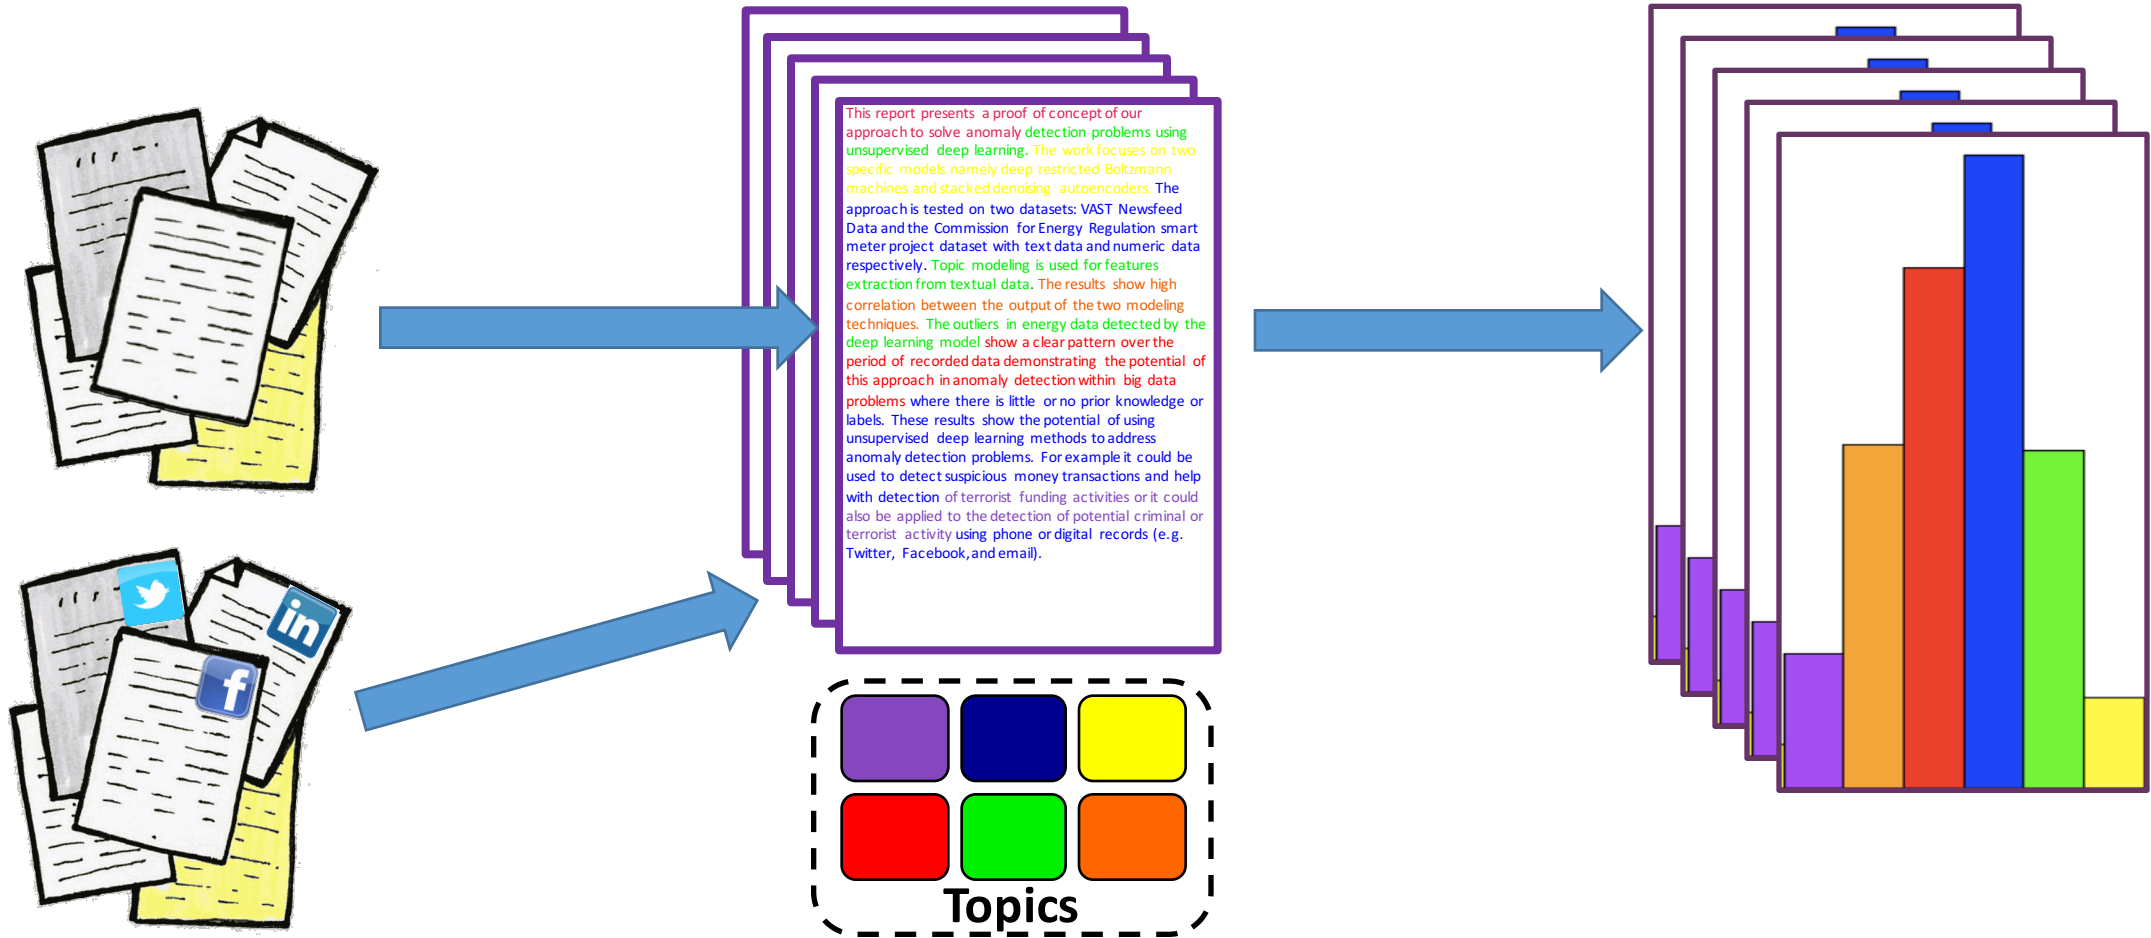 This report presents a proof of concept of our
approach to solve anomaly detection problems using
unsupervised deep learning. The work focuses on two
specific models namely deep restricted Boltzmann
machines and stacked denoising autoencoders. The
approach is tested on two datasets: VAST Newsfeed
Data and the Commission for Energy Regulation smart
meter project dataset with text data and numeric data
respectively. Topic modeling is used for features
extraction from textual data. The results show high
correlation between the output of the two modeling
techniques. The outliers in energy data detected by the
deep learning model show a clear pattern over the
period of recorded data demonstrating the potential of
this approach in anomaly detection within big data
problems where there is little or no prior knowledge or
labels. These results show the potential of using
unsupervised deep learning methods to address
anomaly detection problems. For example it could be
used to detect suspicious money transactions and help
with detection of terrorist funding activities or it could
also be applied to the detection of potential criminal or
terrorist activity using phone or digital records (e.g.
Twitter, Facebook, and email).
in
f
Topics